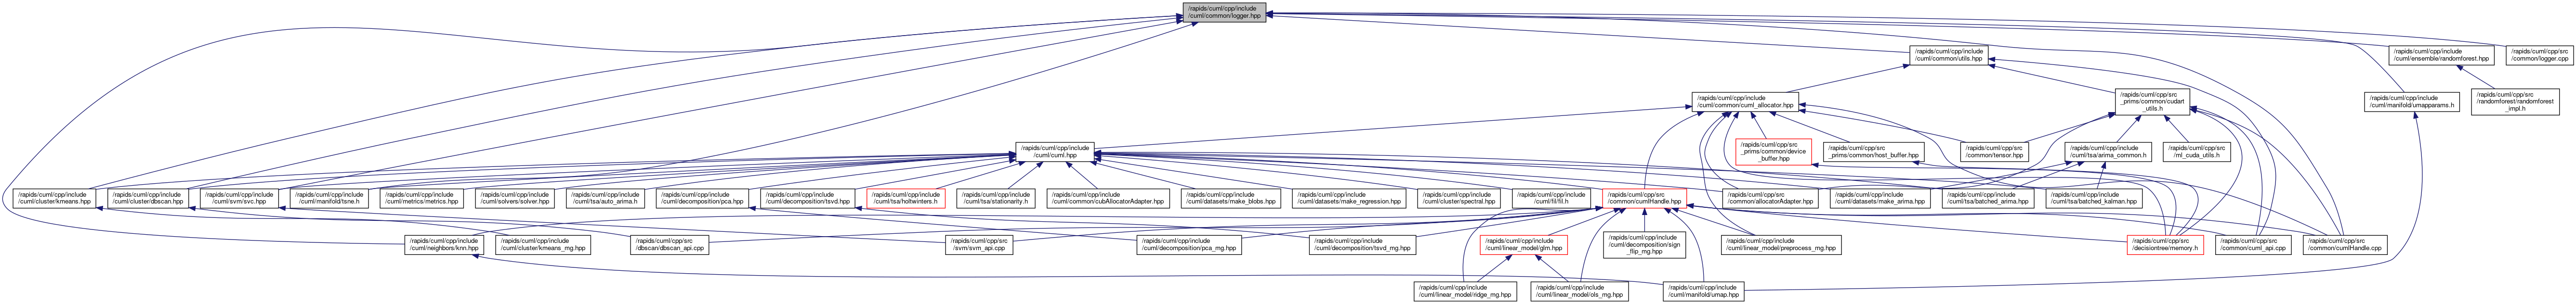 /rapids/cuml/cpp/include
/cuml/common/logger.hpp
/rapids/cuml/cpp/include
/cuml/common/utils.hpp
/rapids/cuml/cpp/include
/cuml/ensemble/randomforest.hpp
/rapids/cuml/cpp/src
/common/logger.cpp
/rapids/cuml/cpp/include
/cuml/common/cuml_allocator.hpp
/rapids/cuml/cpp/src
_prims/common/cudart
_utils.h
/rapids/cuml/cpp/include
/cuml/manifold/umapparams.h
/rapids/cuml/cpp/src
/randomforest/randomforest
_impl.h
/rapids/cuml/cpp/include
/cuml/cuml.hpp
/rapids/cuml/cpp/src
_prims/common/device
_buffer.hpp
/rapids/cuml/cpp/src
_prims/common/host_buffer.hpp
/rapids/cuml/cpp/src
/common/tensor.hpp
/rapids/cuml/cpp/include
/cuml/tsa/arima_common.h
/rapids/cuml/cpp/src
/ml_cuda_utils.h
/rapids/cuml/cpp/include
/cuml/cluster/kmeans.hpp
/rapids/cuml/cpp/include
/cuml/cluster/dbscan.hpp
/rapids/cuml/cpp/include
/cuml/svm/svc.hpp
/rapids/cuml/cpp/include
/cuml/manifold/tsne.h
/rapids/cuml/cpp/include
/cuml/metrics/metrics.hpp
/rapids/cuml/cpp/include
/cuml/solvers/solver.hpp
/rapids/cuml/cpp/include
/cuml/tsa/auto_arima.h
/rapids/cuml/cpp/include
/cuml/decomposition/pca.hpp
/rapids/cuml/cpp/include
/cuml/decomposition/tsvd.hpp
/rapids/cuml/cpp/include
/cuml/tsa/holtwinters.h
/rapids/cuml/cpp/include
/cuml/tsa/stationarity.h
/rapids/cuml/cpp/include
/cuml/common/cubAllocatorAdapter.hpp
/rapids/cuml/cpp/include
/cuml/datasets/make_blobs.hpp
/rapids/cuml/cpp/include
/cuml/datasets/make_regression.hpp
/rapids/cuml/cpp/include
/cuml/cluster/spectral.hpp
/rapids/cuml/cpp/include
/cuml/fil/fil.h
/rapids/cuml/cpp/src
/common/cumlHandle.hpp
/rapids/cuml/cpp/src
/common/allocatorAdapter.hpp
/rapids/cuml/cpp/include
/cuml/datasets/make_arima.hpp
/rapids/cuml/cpp/include
/cuml/tsa/batched_arima.hpp
/rapids/cuml/cpp/include
/cuml/tsa/batched_kalman.hpp
/rapids/cuml/cpp/include
/cuml/neighbors/knn.hpp
/rapids/cuml/cpp/include
/cuml/cluster/kmeans_mg.hpp
/rapids/cuml/cpp/src
/dbscan/dbscan_api.cpp
/rapids/cuml/cpp/src
/svm/svm_api.cpp
/rapids/cuml/cpp/include
/cuml/decomposition/pca_mg.hpp
/rapids/cuml/cpp/include
/cuml/decomposition/tsvd_mg.hpp
/rapids/cuml/cpp/include
/cuml/linear_model/glm.hpp
/rapids/cuml/cpp/include
/cuml/decomposition/sign
_flip_mg.hpp
/rapids/cuml/cpp/include
/cuml/linear_model/preprocess_mg.hpp
/rapids/cuml/cpp/src
/decisiontree/memory.h
/rapids/cuml/cpp/src
/common/cuml_api.cpp
/rapids/cuml/cpp/src
/common/cumlHandle.cpp
/rapids/cuml/cpp/include
/cuml/linear_model/ridge_mg.hpp
/rapids/cuml/cpp/include
/cuml/linear_model/ols_mg.hpp
/rapids/cuml/cpp/include
/cuml/manifold/umap.hpp